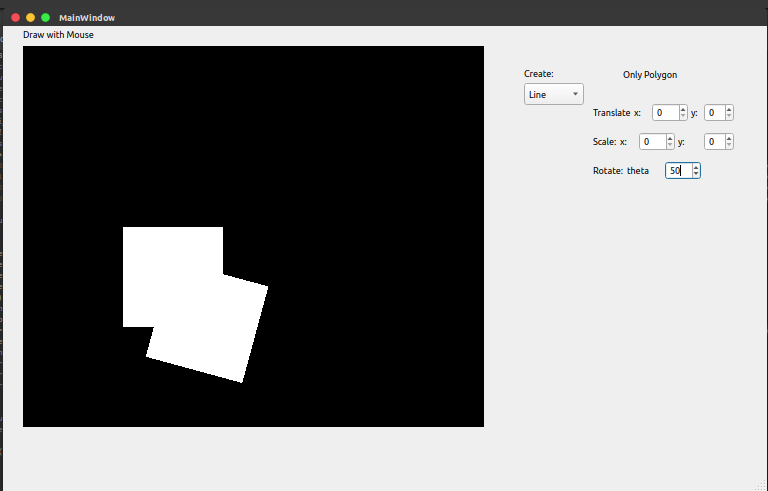 MainWindow
Draw with Mouse
Create:
Only Polygon
Line
Translate x: 0 y: 0
Scale: x: 0 y: 0
Rotate: theta 50